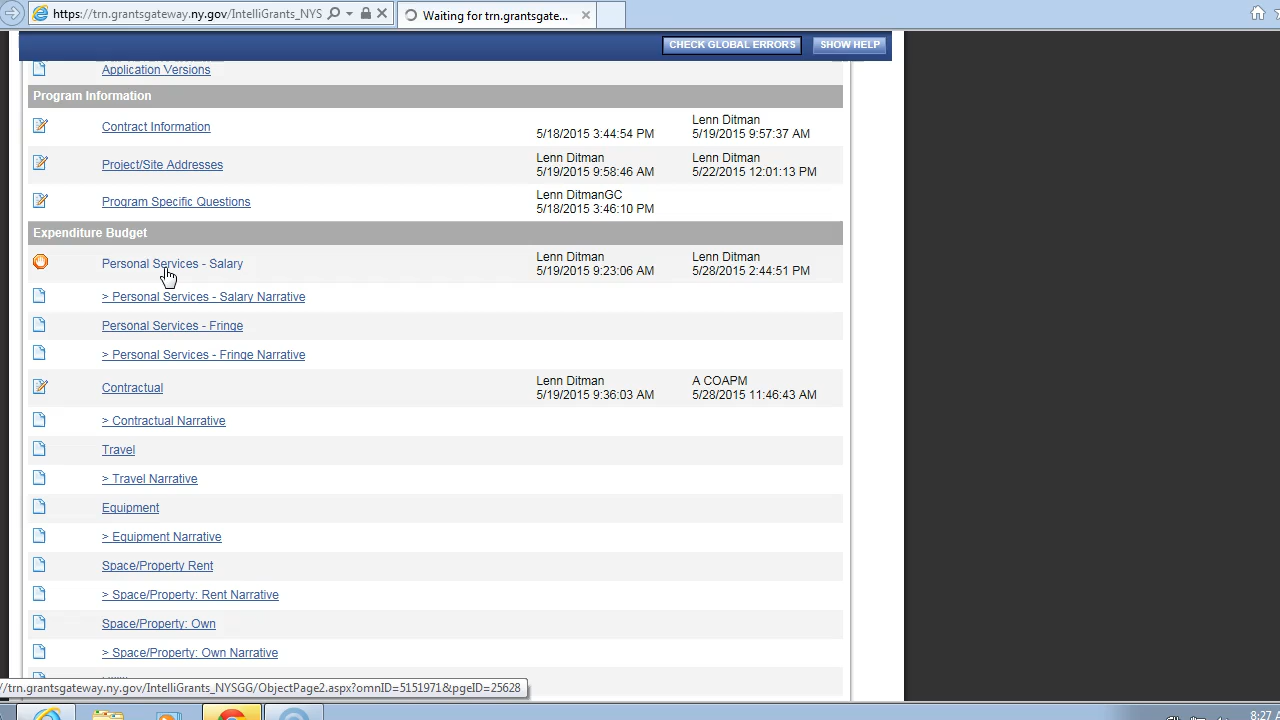 https://trn.grantsgateway.ny.gov/IntelliGrants_NYS
Waiting for trn.grantsgate...
CHECK GLOBAL ERRORS
SHOW HELP
Application Versions
Program Information
Contract Information
5/18/2015 3:44:54 PM
Lenn Ditman
5/19/2015 9:57:37 AM
Project/Site Addresses
Lenn Ditman
5/19/2015 9:58:46 AM
Lenn Ditman
5/22/2015 12:01:13 PM
Program Specific Questions
Lenn DitmanGC
5/18/2015 3:46:10 PM
Expenditure Budget
Personal Services - Salary
Lenn Ditman
5/19/2015 9:23:06 AM
Lenn Ditman
5/28/2015 2:44:51 PM
> Personal Services - Salary Narrative
Personal Services - Fringe
> Personal Services - Fringe Narrative
Contractual
Lenn Ditman
5/19/2015 9:36:03 AM
A COAPM
5/28/2015 11:46:43 AM
> Contractual Narrative
Travel
> Travel Narrative
Equipment
> Equipment Narrative
Space/Property Rent
> Space/Property: Rent Narrative
Space/Property: Own
> Space/Property: Own Narrative
://trn.grantsgateway.ny.gov/IntelliGrants_NYSGG/ObjectPage2.aspx?omnID=5151971&pgeID=25628
8:27